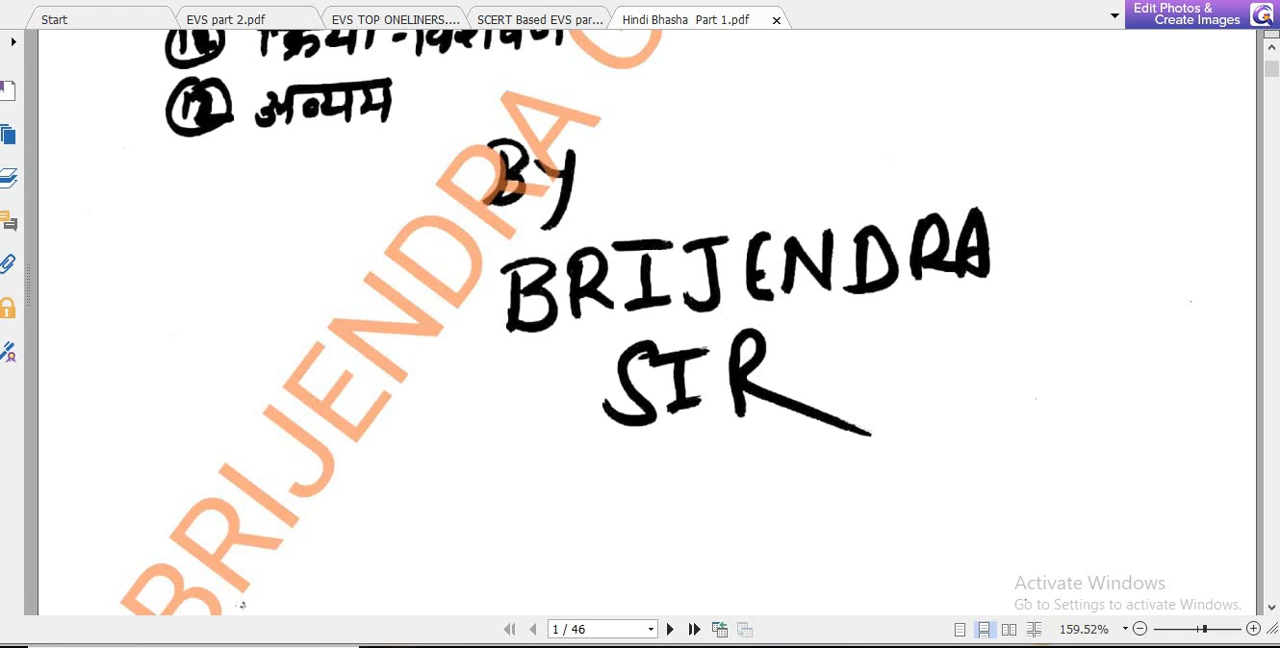 Start EVS part 2.pdf EVS TOP ONELINERS.... SCERT Based EVS par... Hindi Bhasha Part 1.pdf
Edit Photos &
Create Images
क्रिया-विशेषण
(12) अव्यय
By
BRIJENDRA
SIR
BRIJENDRA
Activate Windows
Go to Settings to activate Windows.
1 / 46 159.52%